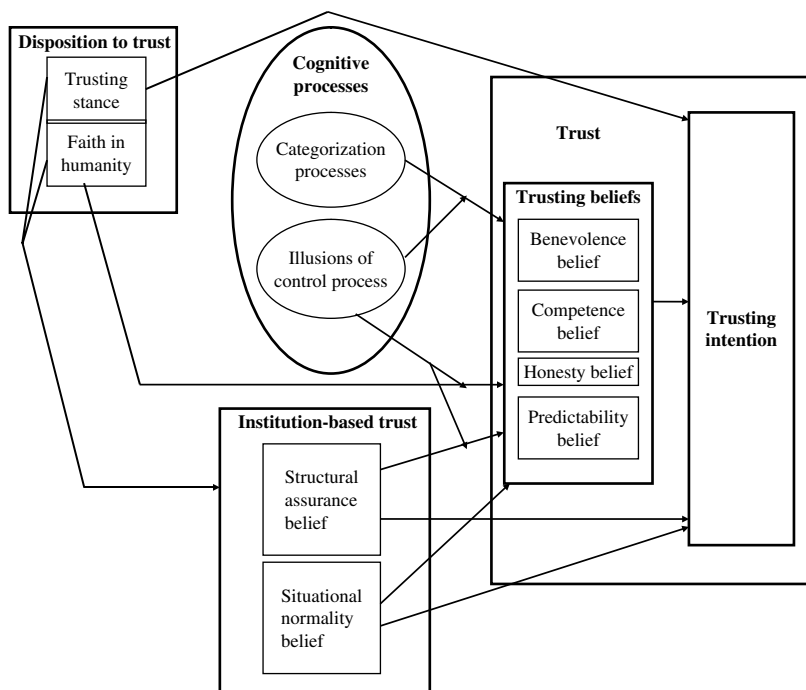 Disposition to trust
Trusting
stance
Faith in
humanity
Cognitive
processes
Categorization
processes
Illusions of
control process
Trust
Trusting beliefs
Benevolence
belief
Competence
belief
Honesty belief
Predictability
belief
Trusting
intention
Institution-based trust
Structural
assurance
belief
Situational
normality
belief